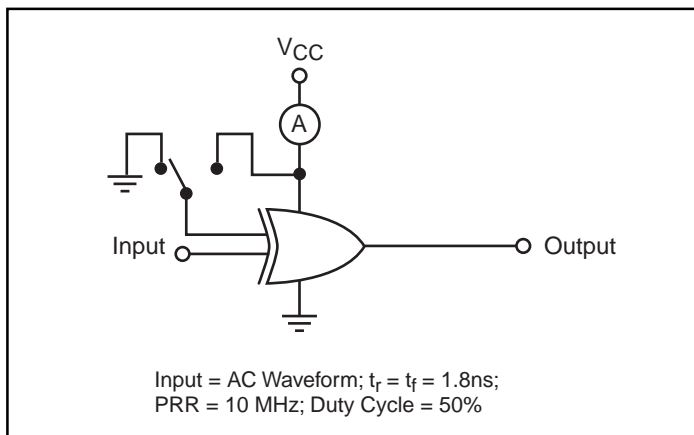 VCC
A
Input
Output
Input = AC Waveform; tr = tf = 1.8ns;
PRR = 10 MHz; Duty Cycle = 50%